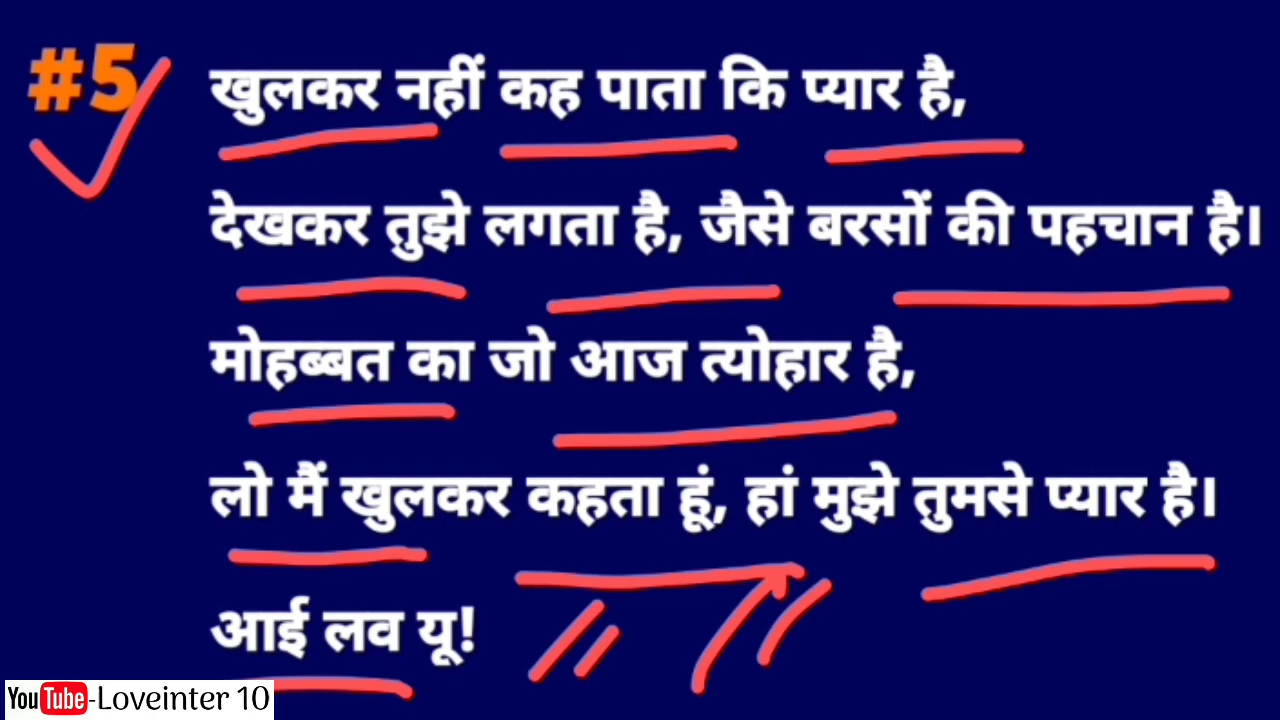 #5
खुलकर नहीं कह पाता कि प्यार है,
देखकर तुझे लगता है, जैसे बरसों की पहचान है।
मोहब्बत का जो आज त्योहार है,
लो मैं खुलकर कहता हूं, हां मुझे तुमसे प्यार है।
आई लव यू!
YouTube-Loveinter 10